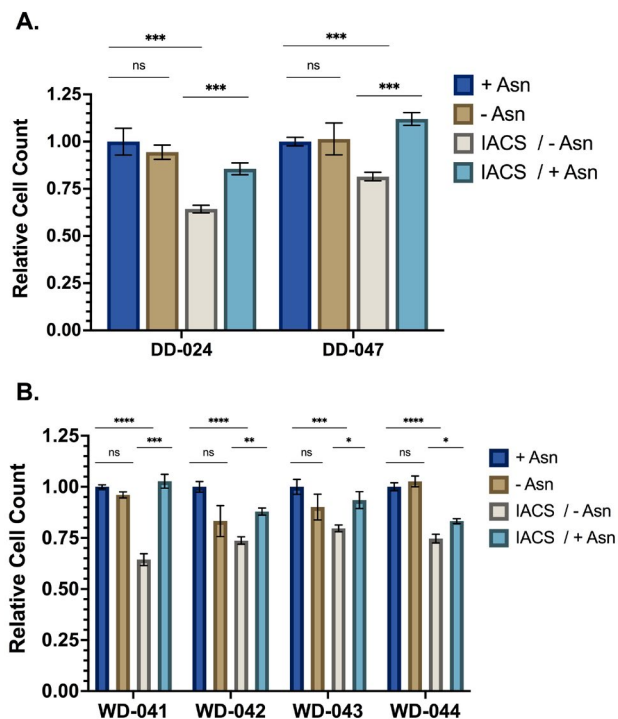 A.
***
***
ns
***
ns
***
1.25
1.00
0.75
0.50
0.25
0.00
Relative Cell Count
DD-024
DD-047
+ Asn
- Asn
IACS / - Asn
IACS / + Asn
B.
****
****
***
****
ns
***
ns
**
ns
*
ns
*
1.25
1.00
0.75
0.50
0.25
0.00
Relative Cell Count
WD-041
WD-042
WD-043
WD-044
+ Asn
- Asn
IACS / - Asn
IACS / + Asn